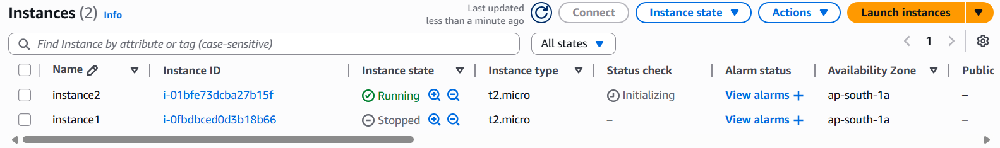 Instances (2) Info
Last updated
less than a minute ago
Connect
Instance state
Actions
Launch instances
Find Instance by attribute or tag (case-sensitive)
All states
1
Name Instance ID Instance state Instance type Status check Alarm status Availability Zone Public
instance2 i-01bfe73dcba27b15f Running t2.micro Initializing View alarms + ap-south-1a –
instance1 i-0fbdbced0d3b18b66 Stopped t2.micro – View alarms + ap-south-1a –